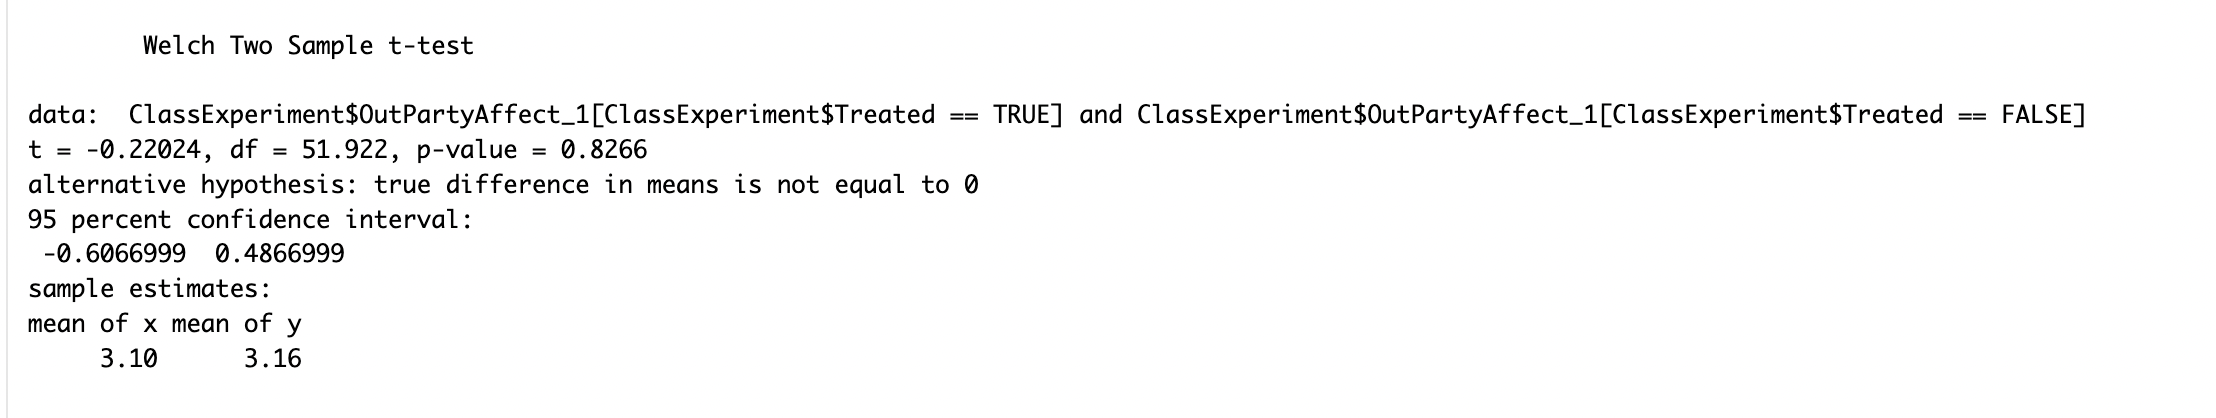 Welch Two Sample t-test
data:  ClassExperiment$OutPartyAffect_1[ClassExperiment$Treated == TRUE] and ClassExperiment$OutPartyAffect_1[ClassExperiment$Treated == FALSE]
t = -0.22024, df = 51.922, p-value = 0.8266
alternative hypothesis: true difference in means is not equal to 0
95 percent confidence interval:
 -0.6066999  0.4866999
sample estimates:
mean of x mean of y
     3.10      3.16